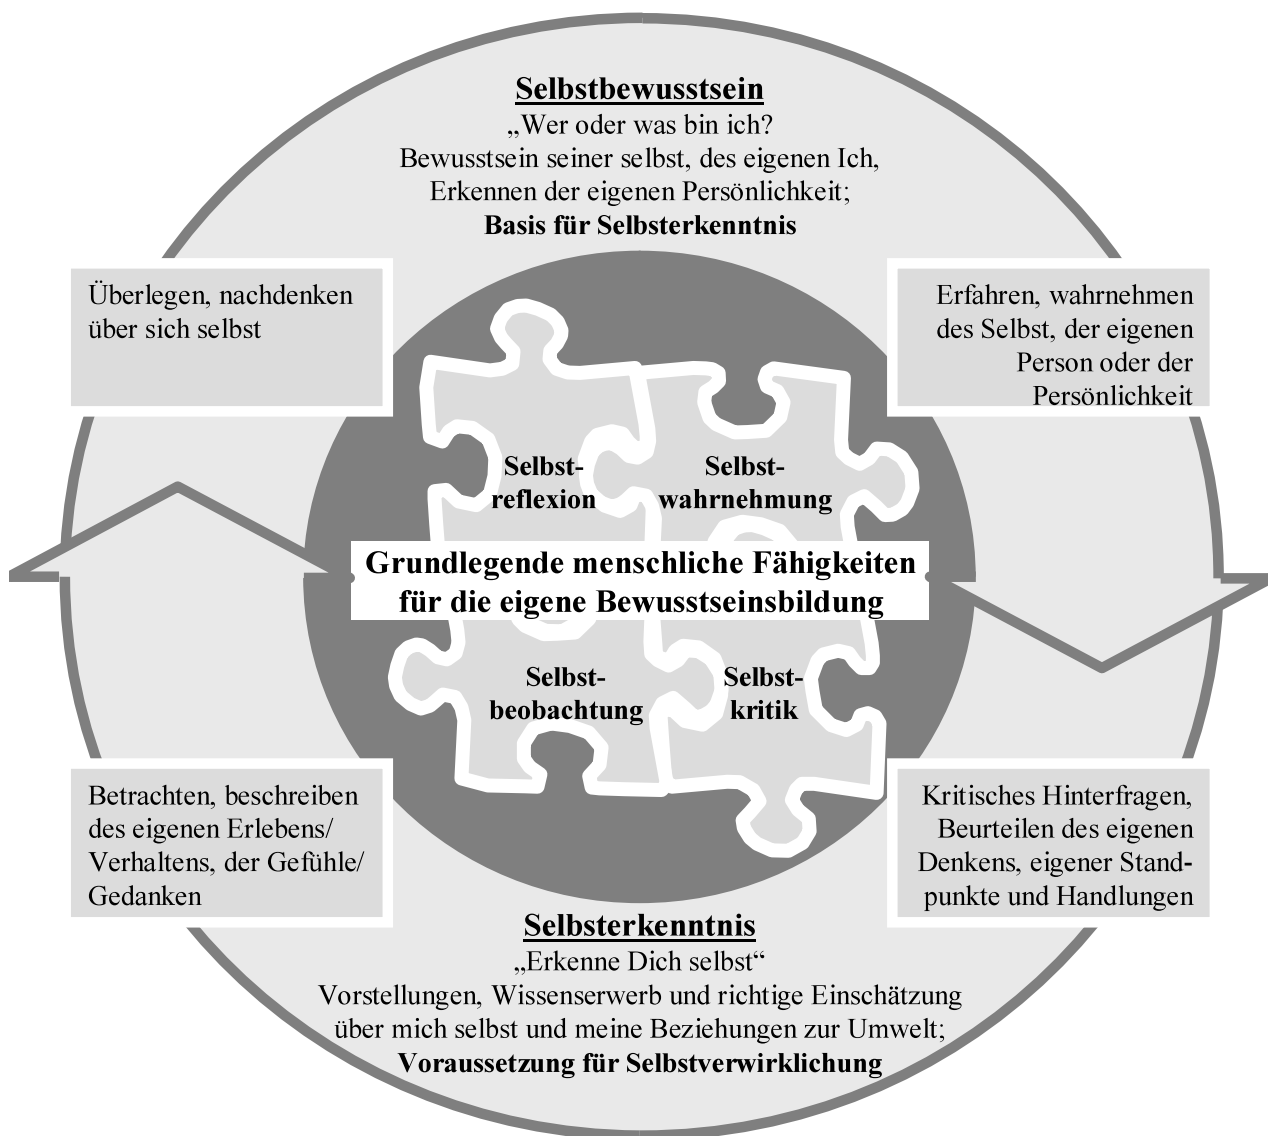 Selbstbewusstsein
„Wer oder was bin ich?
Bewusstsein seiner selbst, des eigenen Ich,
Erkennen der eigenen Persönlichkeit;
Basis für Selbsterkenntnis
Überlegen, nachdenken
über sich selbst
Erfahren, wahrnehmen
des Selbst, der eigenen
Person oder der
Persönlichkeit
Selbst-
reflexion
Selbst-
wahrnehmung
Grundlegende menschliche Fähigkeiten
für die eigene Bewusstseinsbildung
Selbst-
beobachtung
Selbst-
kritik
Betrachten, beschreiben
des eigenen Erlebens/
Verhaltens, der Gefühle/
Gedanken
Kritisches Hinterfragen,
Beurteilen des eigenen
Denkens, eigener Stand-
punkte und Handlungen
Selbsterkenntnis
„Erkenne Dich selbst“
Vorstellungen, Wissenserwerb und richtige Einschätzung
über mich selbst und meine Beziehungen zur Umwelt;
Voraussetzung für Selbstverwirklichung